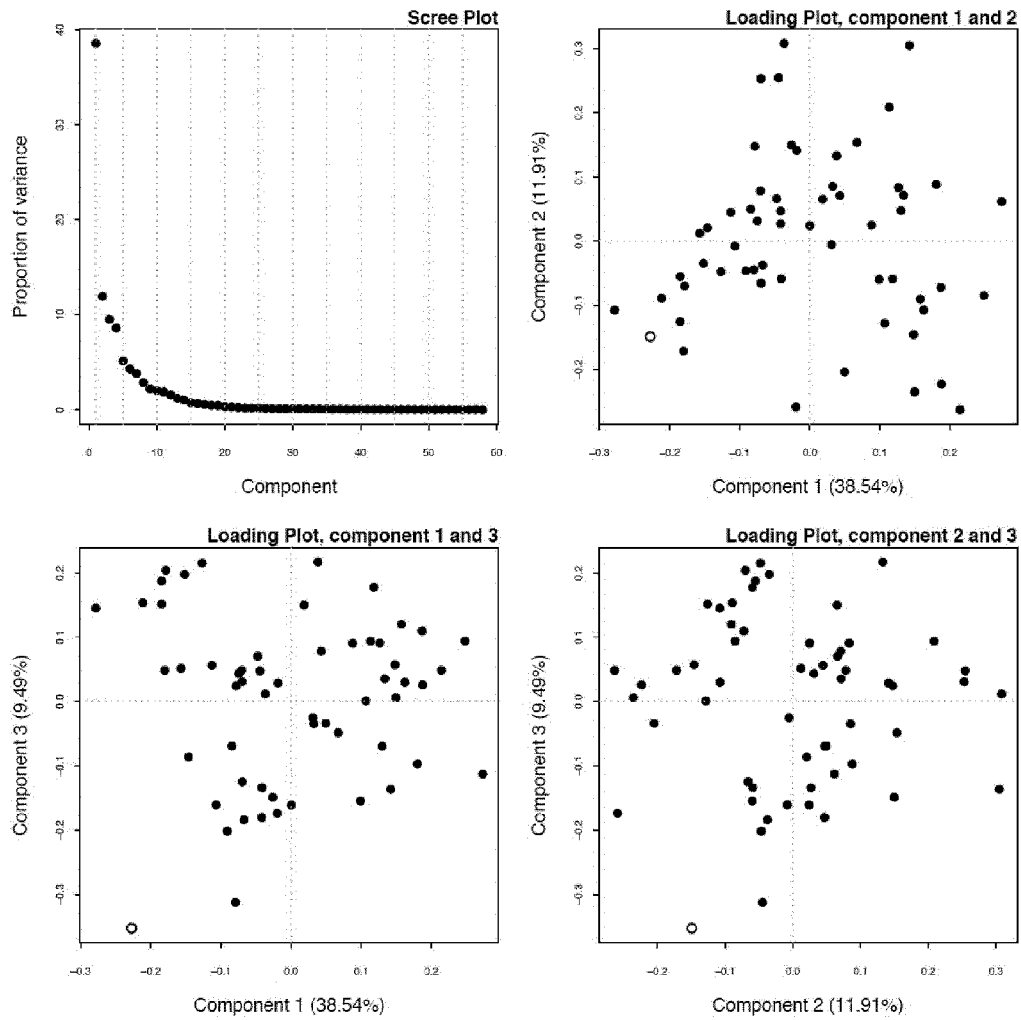 Scree Plot
Proportion of variance
40
30
20
10
0
0 10 20 30 40 50 60
Component
Loading Plot, component 1 and 2
Component 2 (11.91%)
0.3
0.2
0.1
0.0
-0.1
-0.2
-0.3 -0.2 -0.1 0.0 0.1 0.2
Component 1 (38.54%)
Loading Plot, component 1 and 3
Component 3 (9.49%)
0.2
0.1
0.0
-0.1
-0.2
-0.3
-0.3 -0.2 -0.1 0.0 0.1 0.2
Component 1 (38.54%)
Loading Plot, component 2 and 3
Component 3 (9.49%)
0.2
0.1
0.0
-0.1
-0.2
-0.3
-0.2 -0.1 0.0 0.1 0.2 0.3
Component 2 (11.91%)